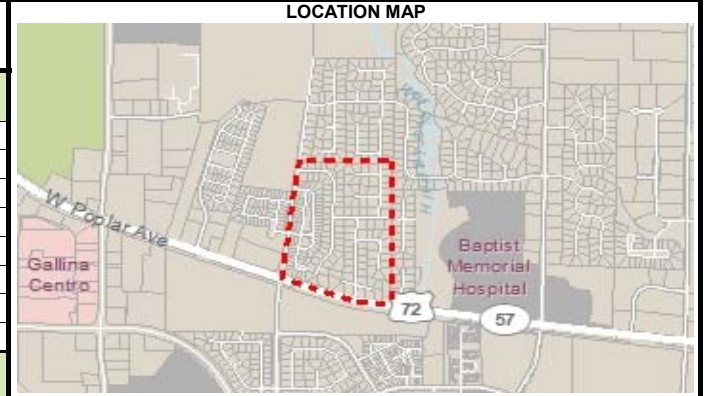 LOCATION MAP
W Poplar Ave
Gallina
Centro
Baptist
Memorial
Hospital
72
57